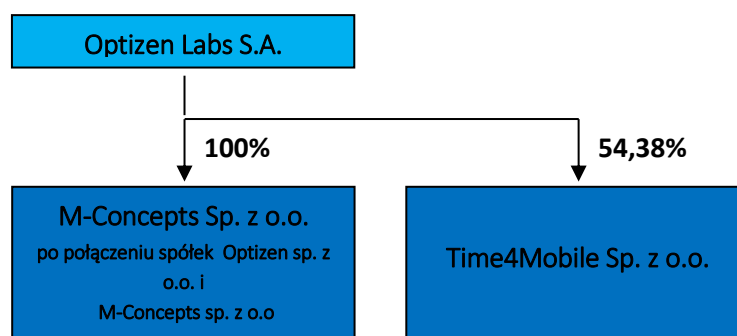 Optizen Labs S.A.
100%
54,38%
M-Concepts Sp. z o.o.
po połączeniu spółek Optizen sp. z
o.o. i
M-Concepts sp. z o.o
Time4Mobile Sp. z o.o.